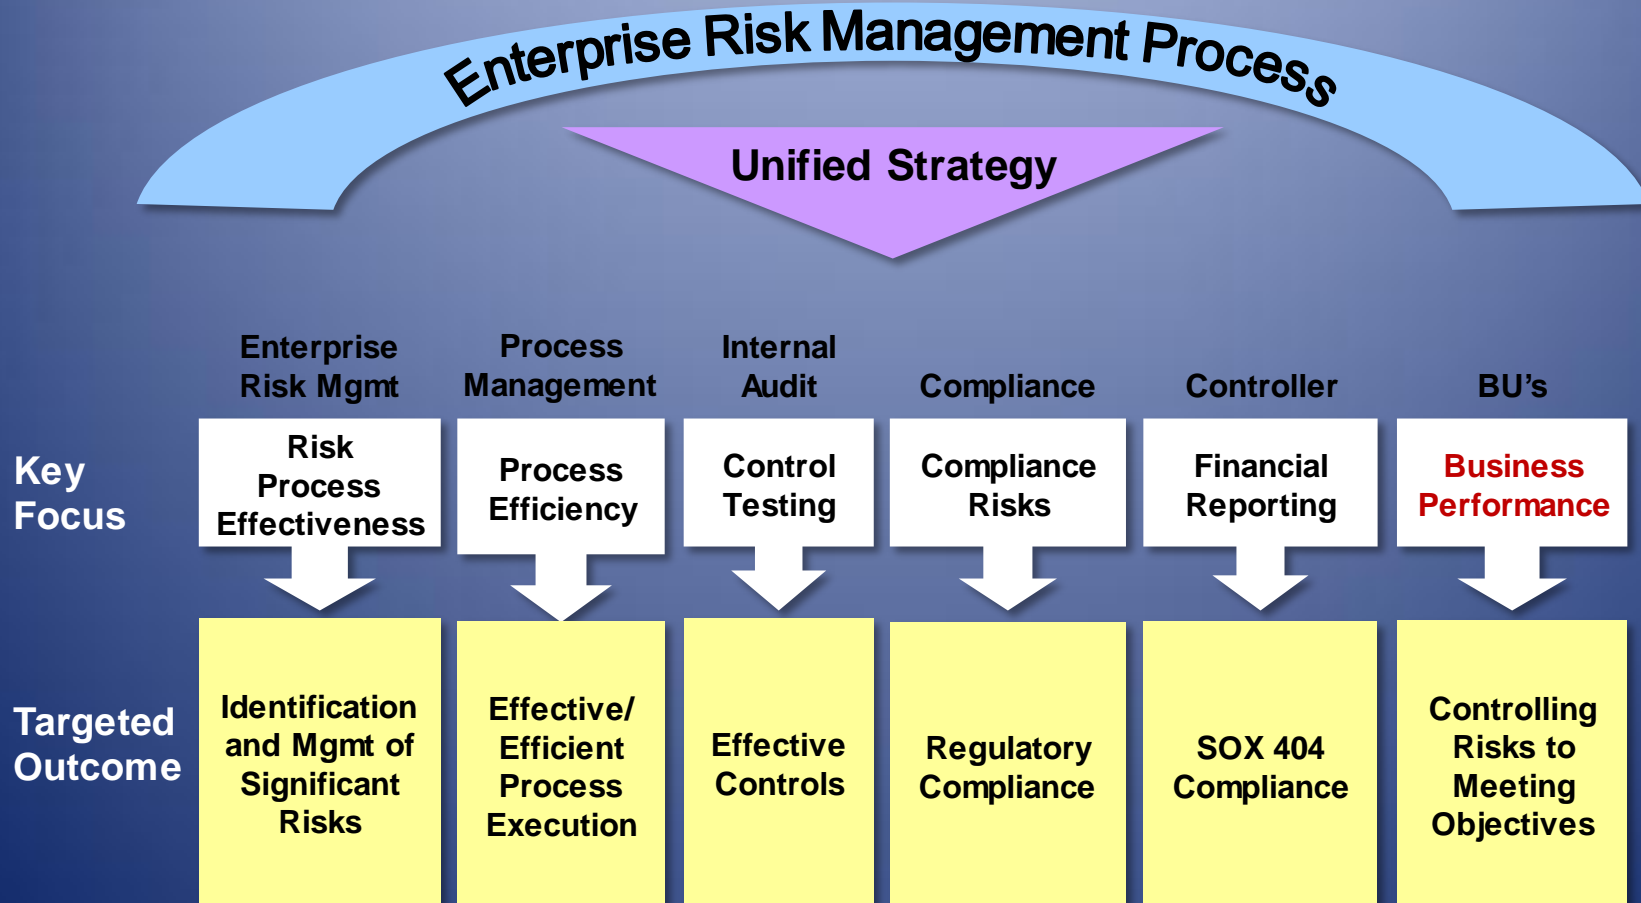 Enterprise Risk Management Process
Unified Strategy
Enterprise
Risk Mgmt
Process
Management
Internal
Audit
Compliance
Controller
BU’s
Key
Focus
Risk
Process
Effectiveness
Process
Efficiency
Control
Testing
Compliance
Risks
Financial
Reporting
Business
Performance
Targeted
Outcome
Identification
and Mgmt of
Significant
Risks
Effective/
Efficient
Process
Execution
Effective
Controls
Regulatory
Compliance
SOX 404
Compliance
Controlling
Risks to
Meeting
Objectives